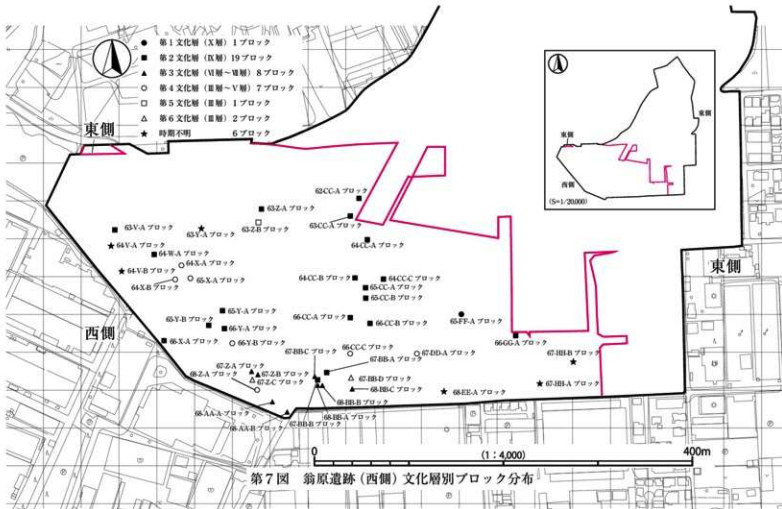 ● 第1文化層（X層）1ブロック
■ 第2文化層（IX層）19ブロック
▲ 第3文化層（VI層～VII層）8ブロック
○ 第4文化層（III層～V層）7ブロック
□ 第5文化層（III層）1ブロック
△ 第6文化層（II層）2ブロック
★ 時期不明 6ブロック
東側
東側
西側
(S=1/20,000)
62-CC-A ブロック
63-Z-A ブロック
63-CC-A ブロック
63-V-A ブロック
63-Y-A ブロック
63-Z-B ブロック
64-V-A ブロック
64-CC-A ブロック
64-W-A ブロック
64-X-A ブロック
64-V-B ブロック
64-X-B ブロック
65-X-A ブロック
64-CC-B ブロック
64-CC-C ブロック
65-CC-A ブロック
65-CC-B ブロック
東側
65-Y-A ブロック
65-Y-B ブロック
66-Y-A ブロック
66-CC-A ブロック
66-CC-B ブロック
65-FF-A ブロック
西側
66-X-A ブロック
66-Y-B ブロック
66-CC-C ブロック
66-GG-A ブロック
67-BB-C ブロック
67-DD-A ブロック
67-HH-B ブロック
67-BB-A ブロック
67-Z-A ブロック
68-Z-A ブロック
67-Z-B ブロック
67-Z-C ブロック
67-BB-D ブロック
68-BB-C ブロック
68-EE-A ブロック
67-HH-A ブロック
68-BB-B ブロック
68-AA-A ブロック
68-BB-A ブロック
68-AA-B ブロック
67-BB-B ブロック
0 (1：4,000) 400m
第7図 翁原遺跡（西側）文化層別ブロック分布